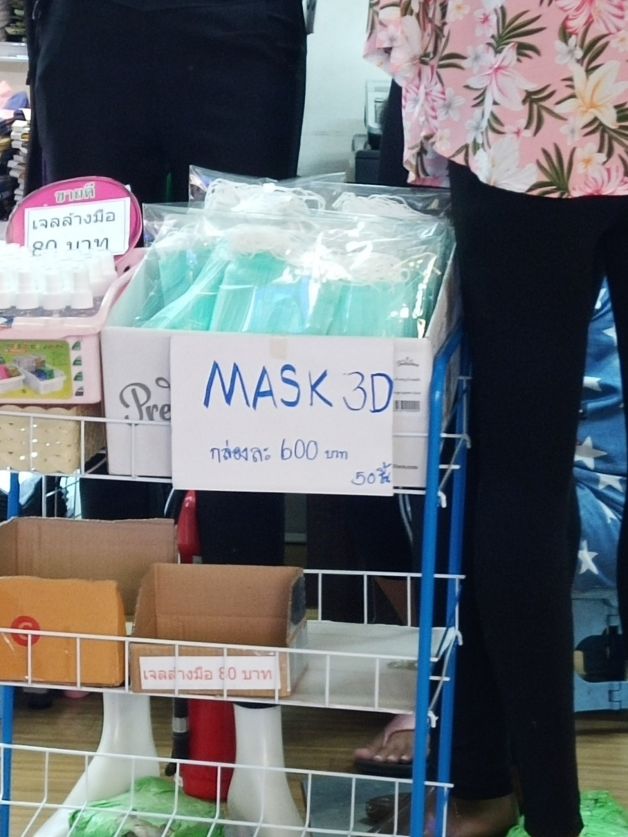 ขายดี
เจลล้างมือ
80 บาท
Pre
MASK 3D
กล่องละ 600 บาท
50 ชิ้น
เจลล้างมือ 80 บาท